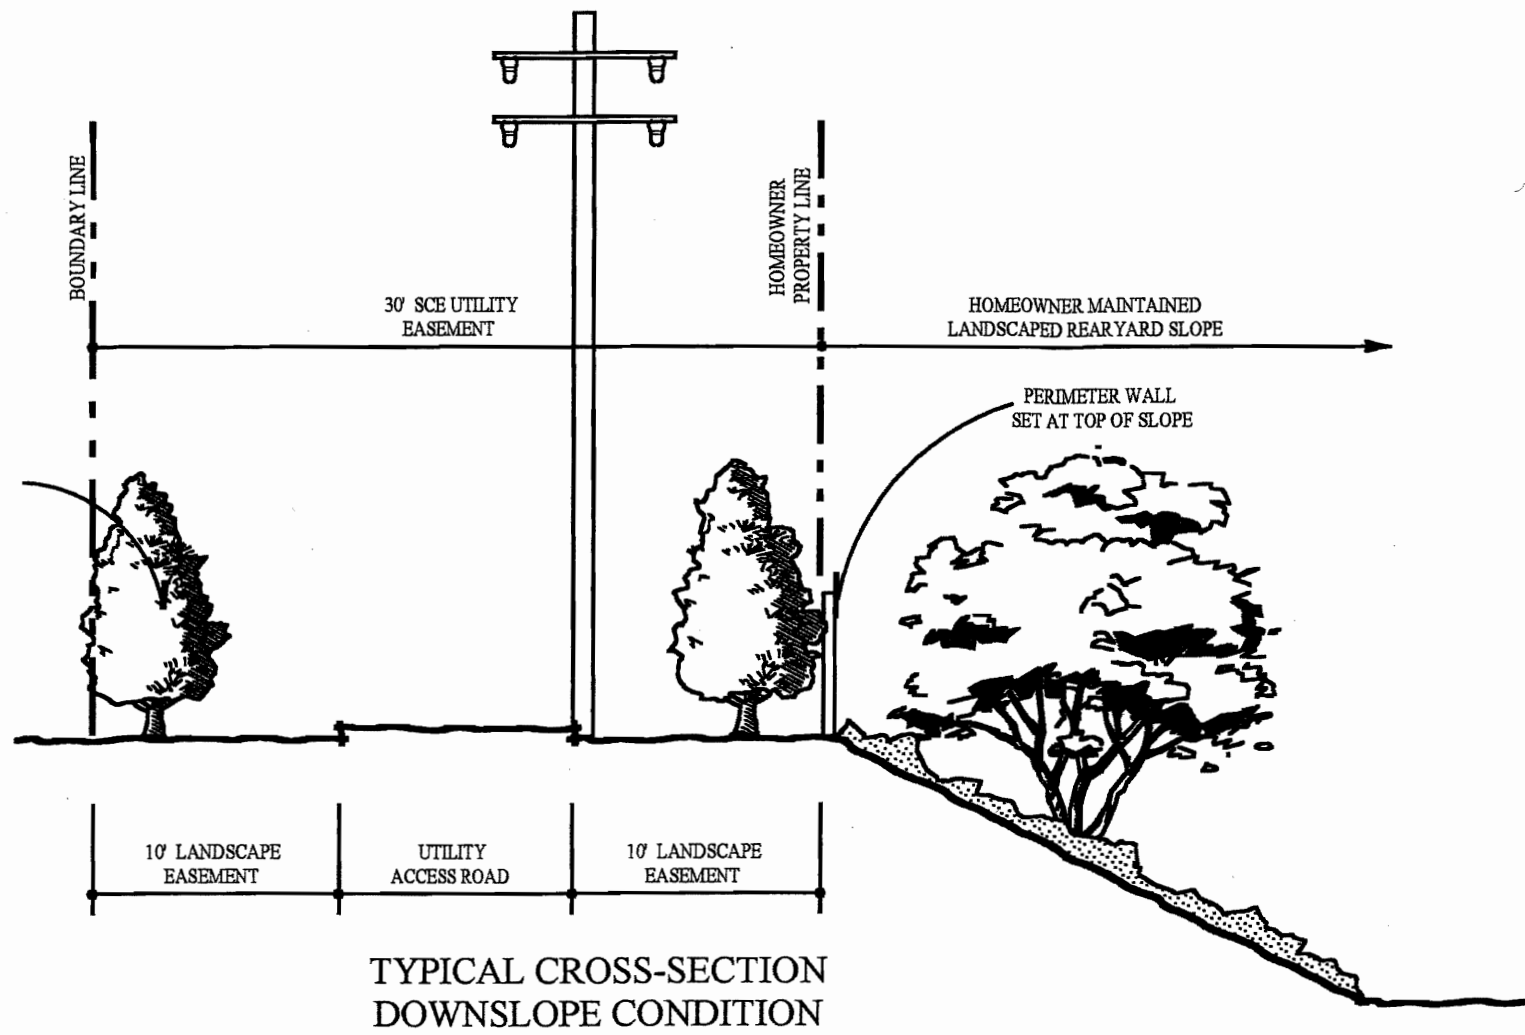 BOUNDARY LINE
HOMEOWNER
PROPERTY LINE
30' SCE UTILITY
EASEMENT
HOMEOWNER MAINTAINED
LANDSCAPED REARYARD SLOPE
PERIMETER WALL
SET AT TOP OF SLOPE
10' LANDSCAPE
EASEMENT
UTILITY
ACCESS ROAD
10' LANDSCAPE
EASEMENT
TYPICAL CROSS-SECTION
DOWNSLOPE CONDITION